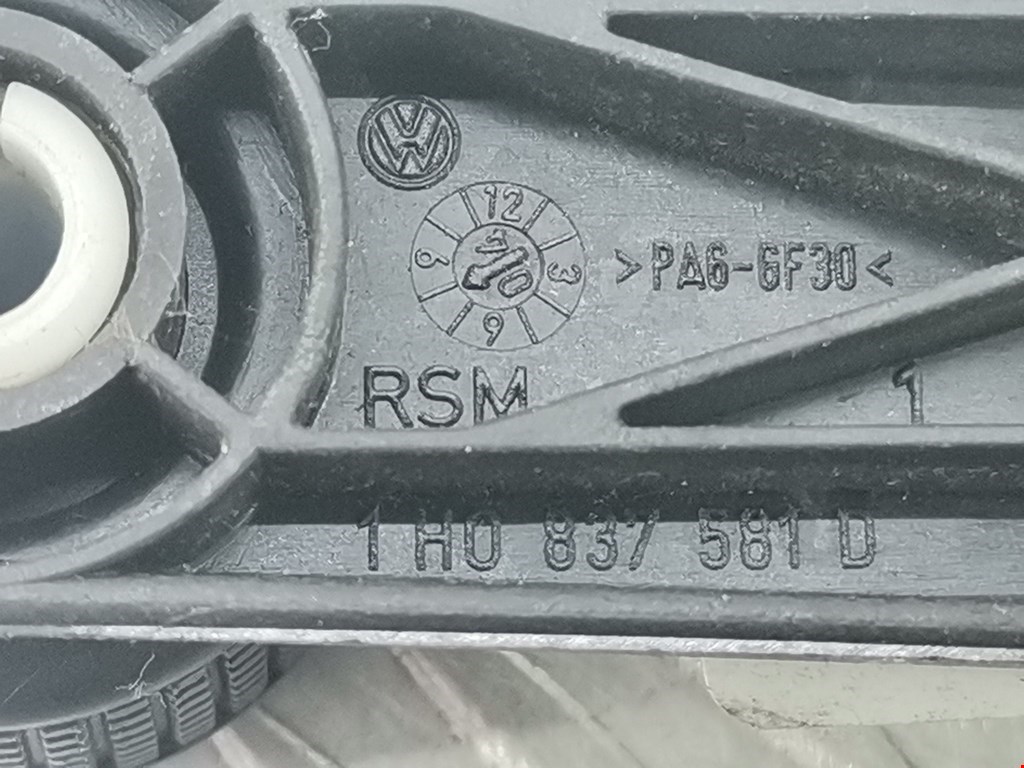 VW
12
3
6
9
>PA6-GF30<
RSM
1
1H0 837 581 D